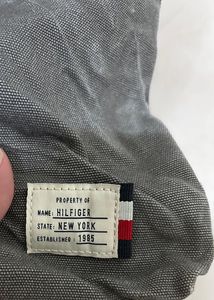 PROPERTY OF
NAME: HILFIGER
STATE: NEW YORK
ESTABLISHED : 1985